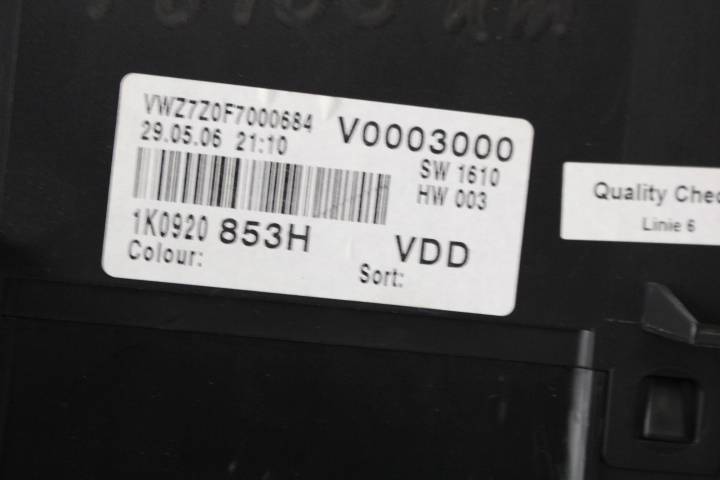 VWZ7Z0F7000684 V0003000
29.05.06 21:10 SW 1610
HW 003
1K0920 853H VDD
Colour: Sort:
Quality Chec
Linie 6